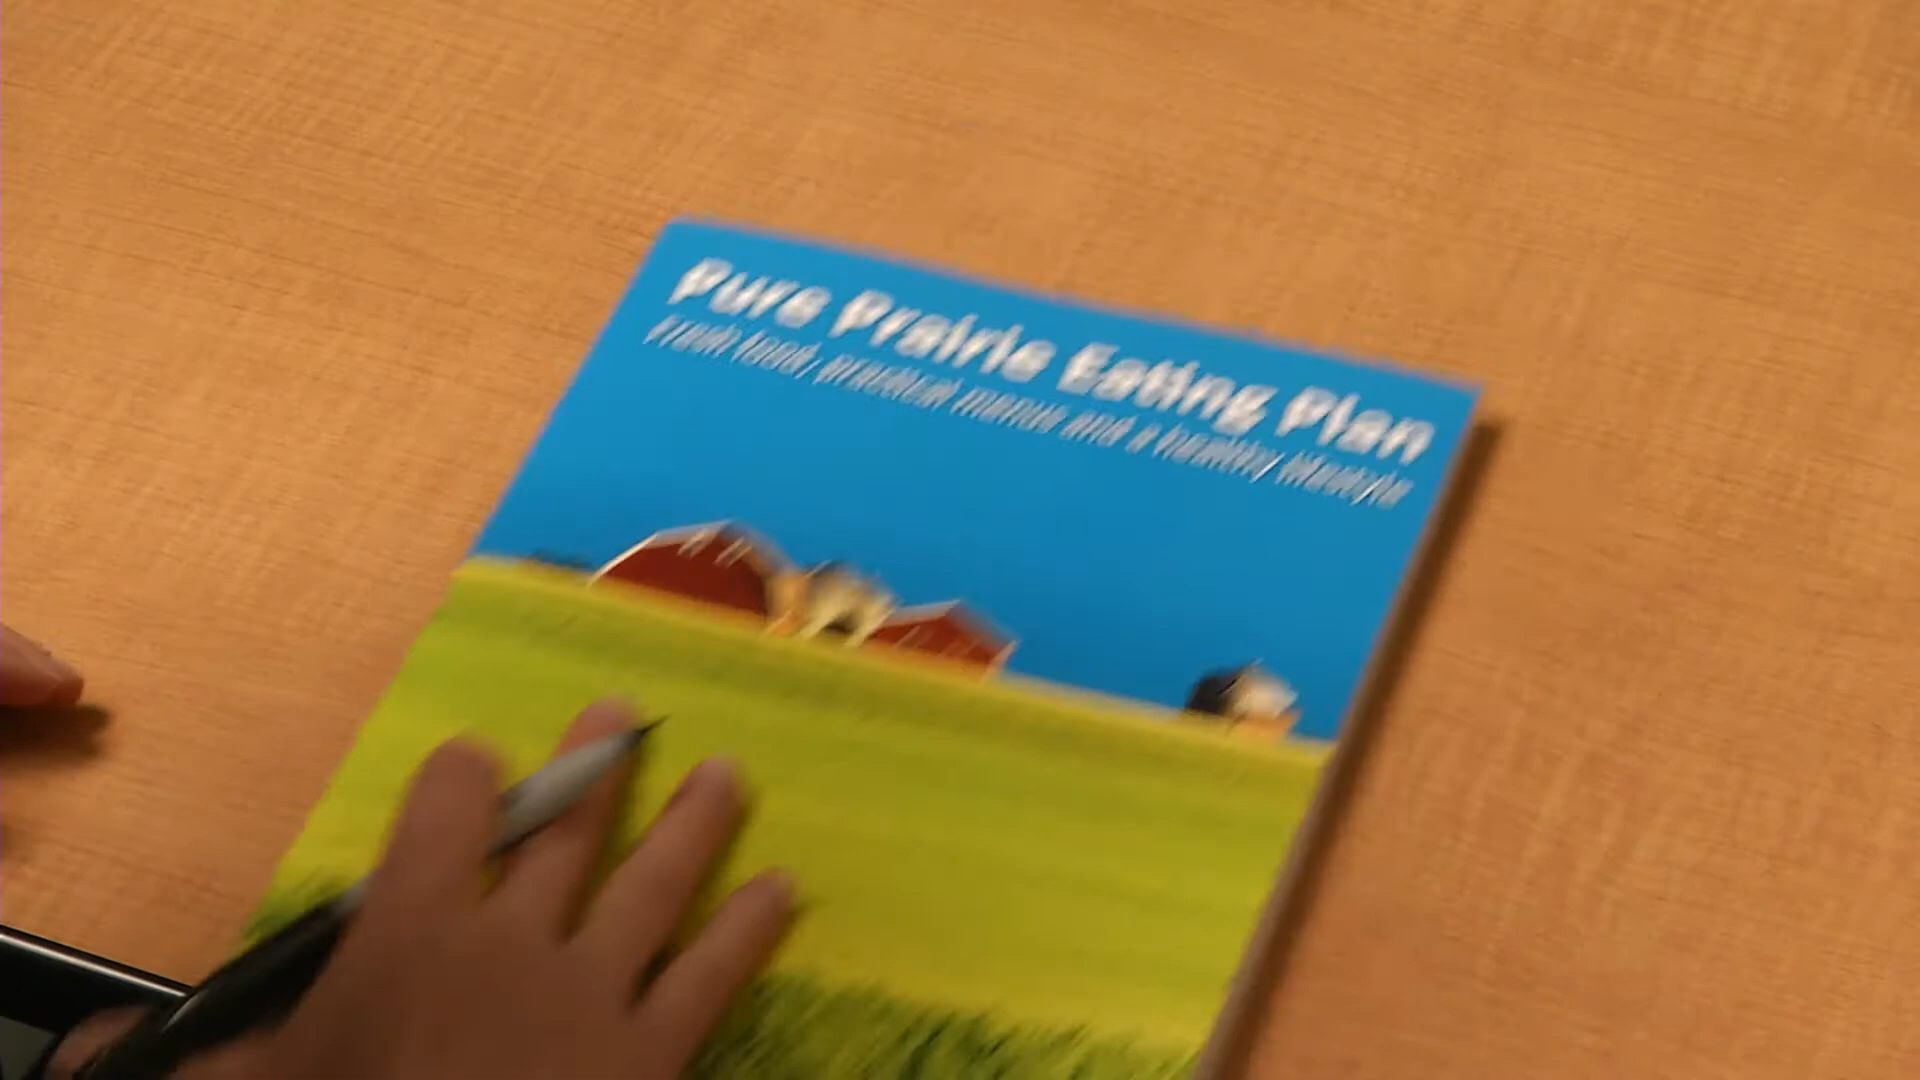 Pure Prairie Eating Plan
Fresh food, practical menus and a healthy lifestyle